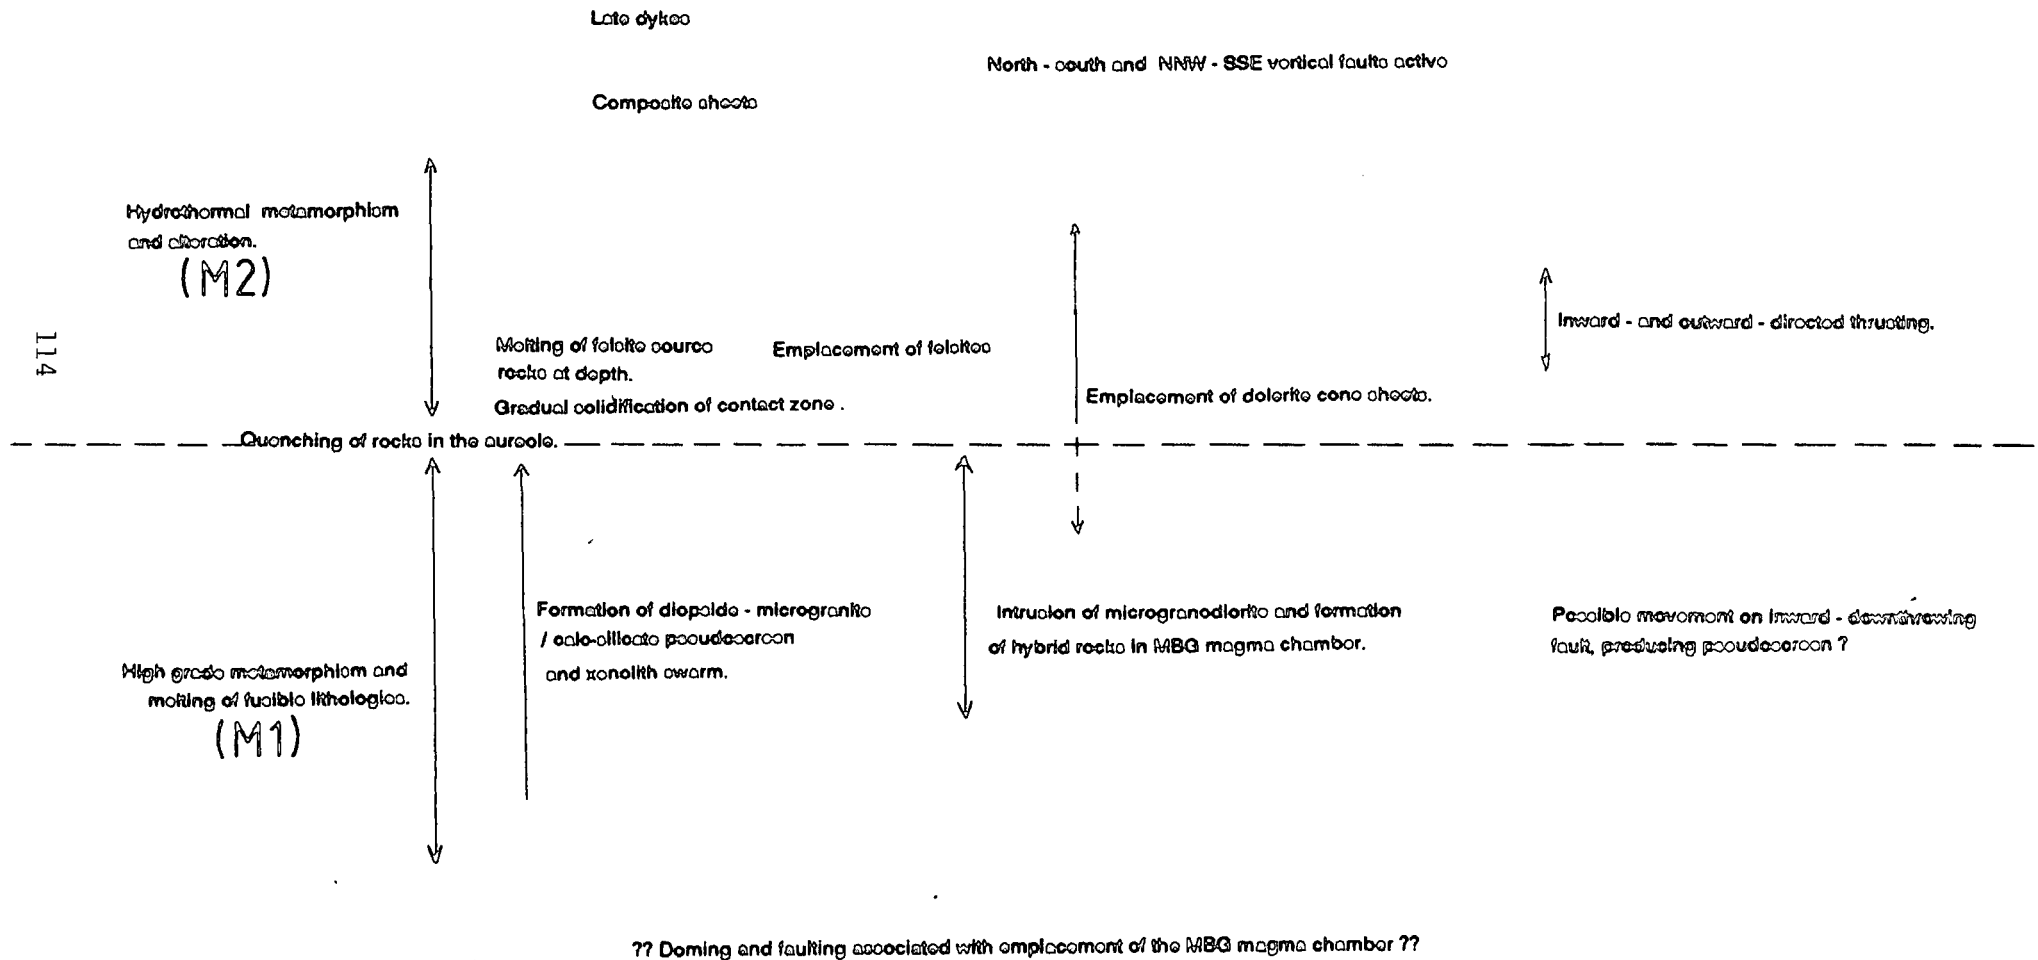 Late dykes
North - south and NNW - SSE vertical faults active
Composite sheets
Hydrothermal metamorphism
and alteration.
(M2)
114
Inward - and outward - directed thrusting.
Melting of felsite source
rocks at depth.
Emplacement of felsites
Gradual solidification of contact zone .
Emplacement of dolerite cone sheets.
Quenching of rocks in the aureole.
Formation of diopside - microgranite
/ calc-silicate pseudoscreen
and xenolith swarm.
Intrusion of microgranodiorite and formation
of hybrid rocks in MBG magma chamber.
Possible movement on inward - downthrowing
fault, producing pseudoscreen ?
High grade metamorphism and
melting of fusible lithologies.
(M1)
?? Doming and faulting associated with emplacement of the MBG magma chamber ??